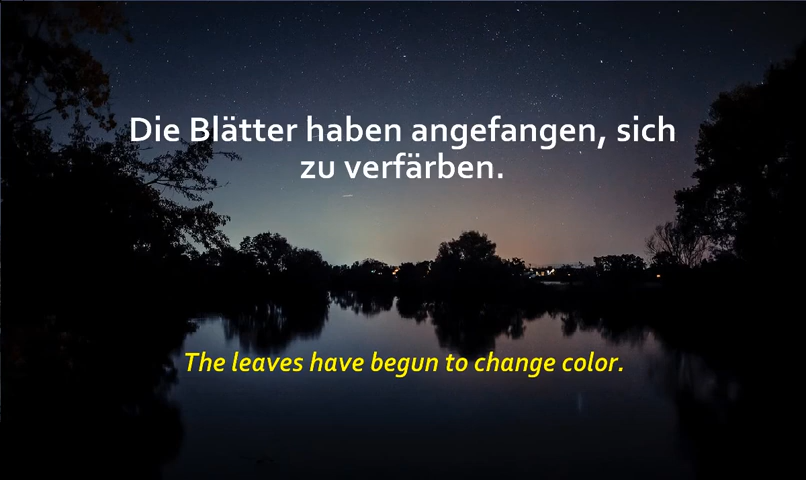 Die Blätter haben angefangen, sich
zu verfärben.
The leaves have begun to change color.